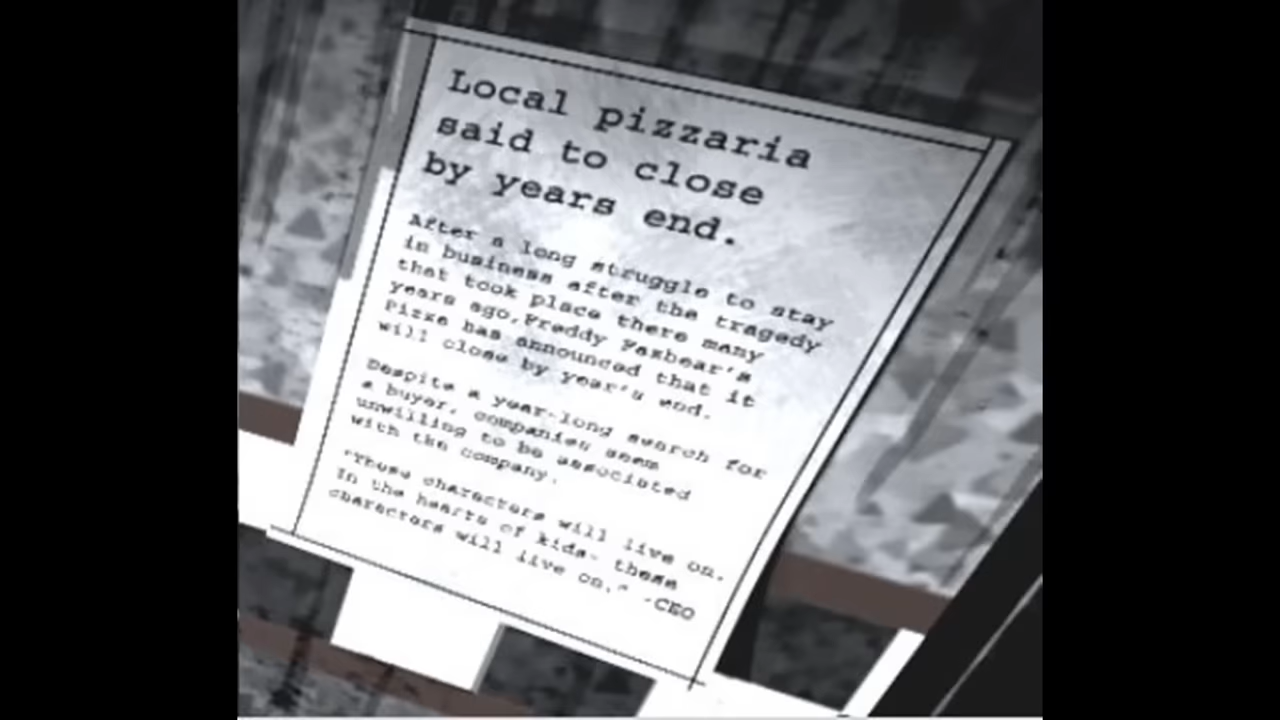 Local pizzaria
said to close
by years end.
After a long struggle to stay
in business after the tragedy
that took place there many
years ago,Freddy Fazbear's
Pizza has announced that it
will close by year's end.
Despite a year-long search for
a buyer, companies seem
unwilling to be associated
with the company.
"These characters will live on.
In the hearts of kids- these
characters will live on." -CEO